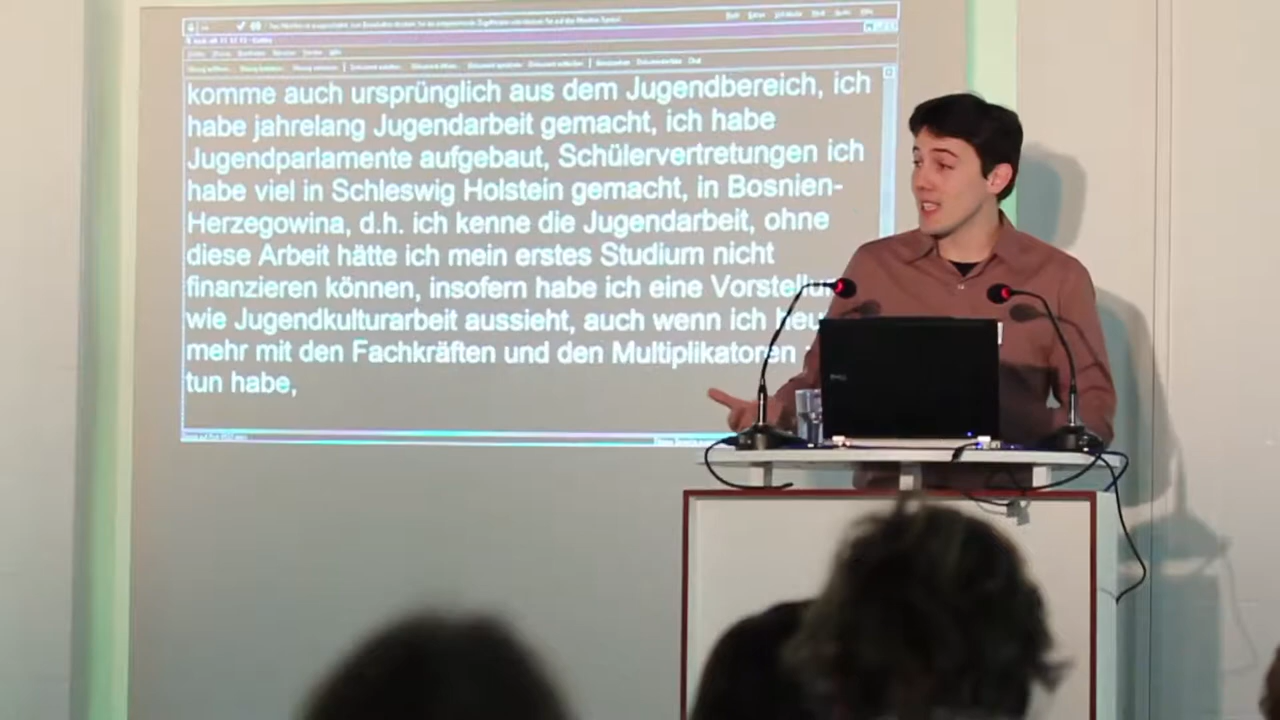 komme auch ursprünglich aus dem Jugendbereich, ich
habe jahrelang Jugendarbeit gemacht, ich habe
Jugendparlamente aufgebaut, Schülervertretungen ich
habe viel in Schleswig Holstein gemacht, in Bosnien-
Herzegowina, d.h. ich kenne die Jugendarbeit, ohne
diese Arbeit hätte ich mein erstes Studium nicht
finanzieren können, insofern habe ich eine
wie Jugendkulturarbeit aussieht, auch wenn ich
mehr mit den Fachkräften und den Multiplikatoren
tun habe,
DELL